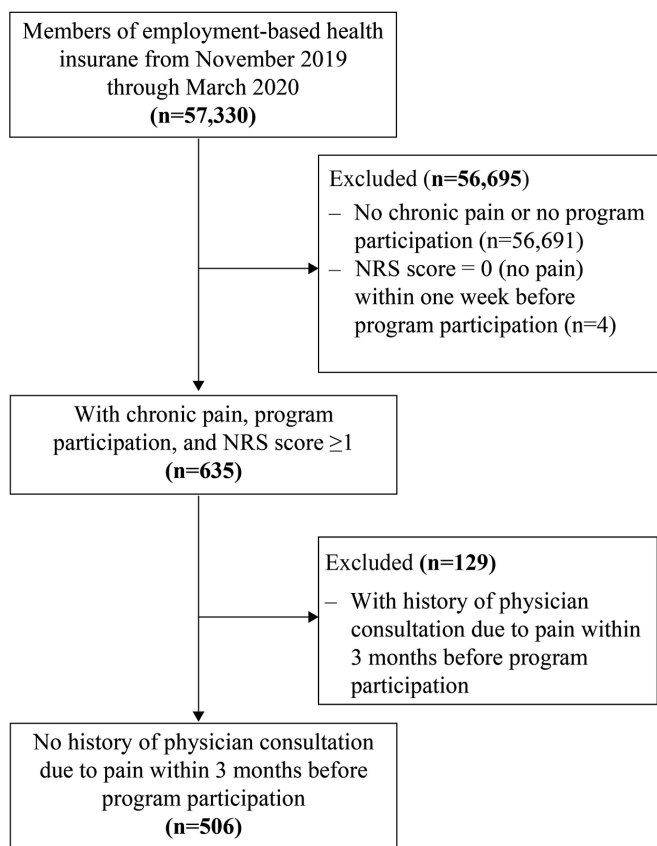 Members of employment-based health
insurane from November 2019
through March 2020
(n=57,330)
Excluded (n=56,695)
– No chronic pain or no program
participation (n=56,691)
– NRS score = 0 (no pain)
within one week before
program participation (n=4)
With chronic pain, program
participation, and NRS score ≥1
(n=635)
Excluded (n=129)
– With history of physician
consultation due to pain within
3 months before program
participation
No history of physician consultation
due to pain within 3 months before
program participation
(n=506)